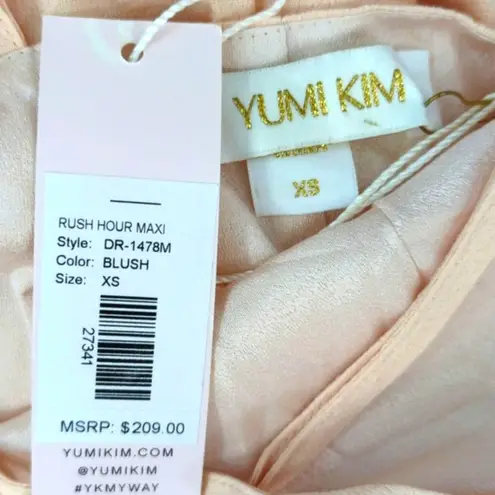 YUMI KIM
XS
RUSH HOUR MAXI
Style: DR-1478M
Color: BLUSH
Size: XS
27341
MSRP: $209.00
YUMIKIM.COM
@YUMIKIM
#YKMYWAY